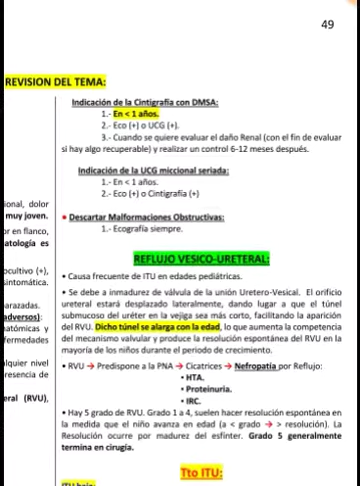 49
REVISION DEL TEMA:
Indicación de la Cintigrafía con DMSA:
1.- En < 1 años.
2.- Eco (+) o UCG (+).
3.- Cuando se quiere evaluar el daño Renal (con el fin de evaluar
si hay algo recuperable) y realizar un control 6-12 meses después.
Indicación de la UCG miccional seriada:
1.- En < 1 años.
2.- Eco (+) o Cintigrafía (+)
• Descartar Malformaciones Obstructivas:
1.- Ecografía siempre.
REFLUJO VESICO-URETERAL:
• Causa frecuente de ITU en edades pediátricas.
• Se debe a inmadurez de válvula de la unión Uretero-Vesical. El orificio
ureteral estará desplazado lateralmente, dando lugar a que el túnel
submucoso del uréter en la vejiga sea más corto, facilitando la aparición
del RVU. Dicho túnel se alarga con la edad, lo que aumenta la competencia
del mecanismo valvular y produce la resolución espontánea del RVU en la
mayoría de los niños durante el periodo de crecimiento.
• RVU → Predispone a la PNA → Cicatrices → Nefropatía por Reflujo:
• HTA.
• Proteinuria.
• IRC.
• Hay 5 grado de RVU. Grado 1 a 4, suelen hacer resolución espontánea en
la medida que el niño avanza en edad (a < grado → > resolución). La
Resolución ocurre por madurez del esfínter. Grado 5 generalmente
termina en cirugía.
Tto ITU:
ional, dolor
muy joven.
or en flanco,
atología es
ocultivo (+),
sintomática.
arazadas.
adversos):
natómicas y
fermedades
lquier nivel
resencia de
eral (RVU),
ITU baja: